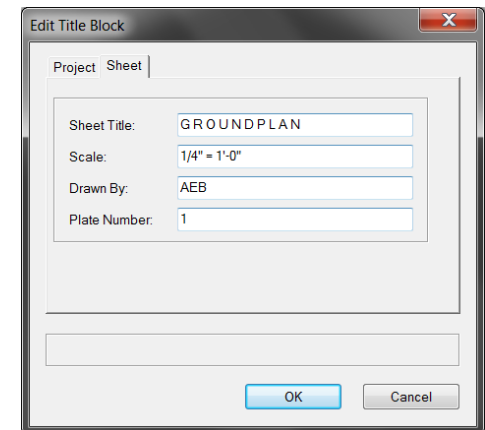 Edit Title Block
X
Project Sheet
Sheet Title: GROUNDPLAN
Scale: 1/4" = 1'-0"
Drawn By: AEB
Plate Number: 1
OK Cancel